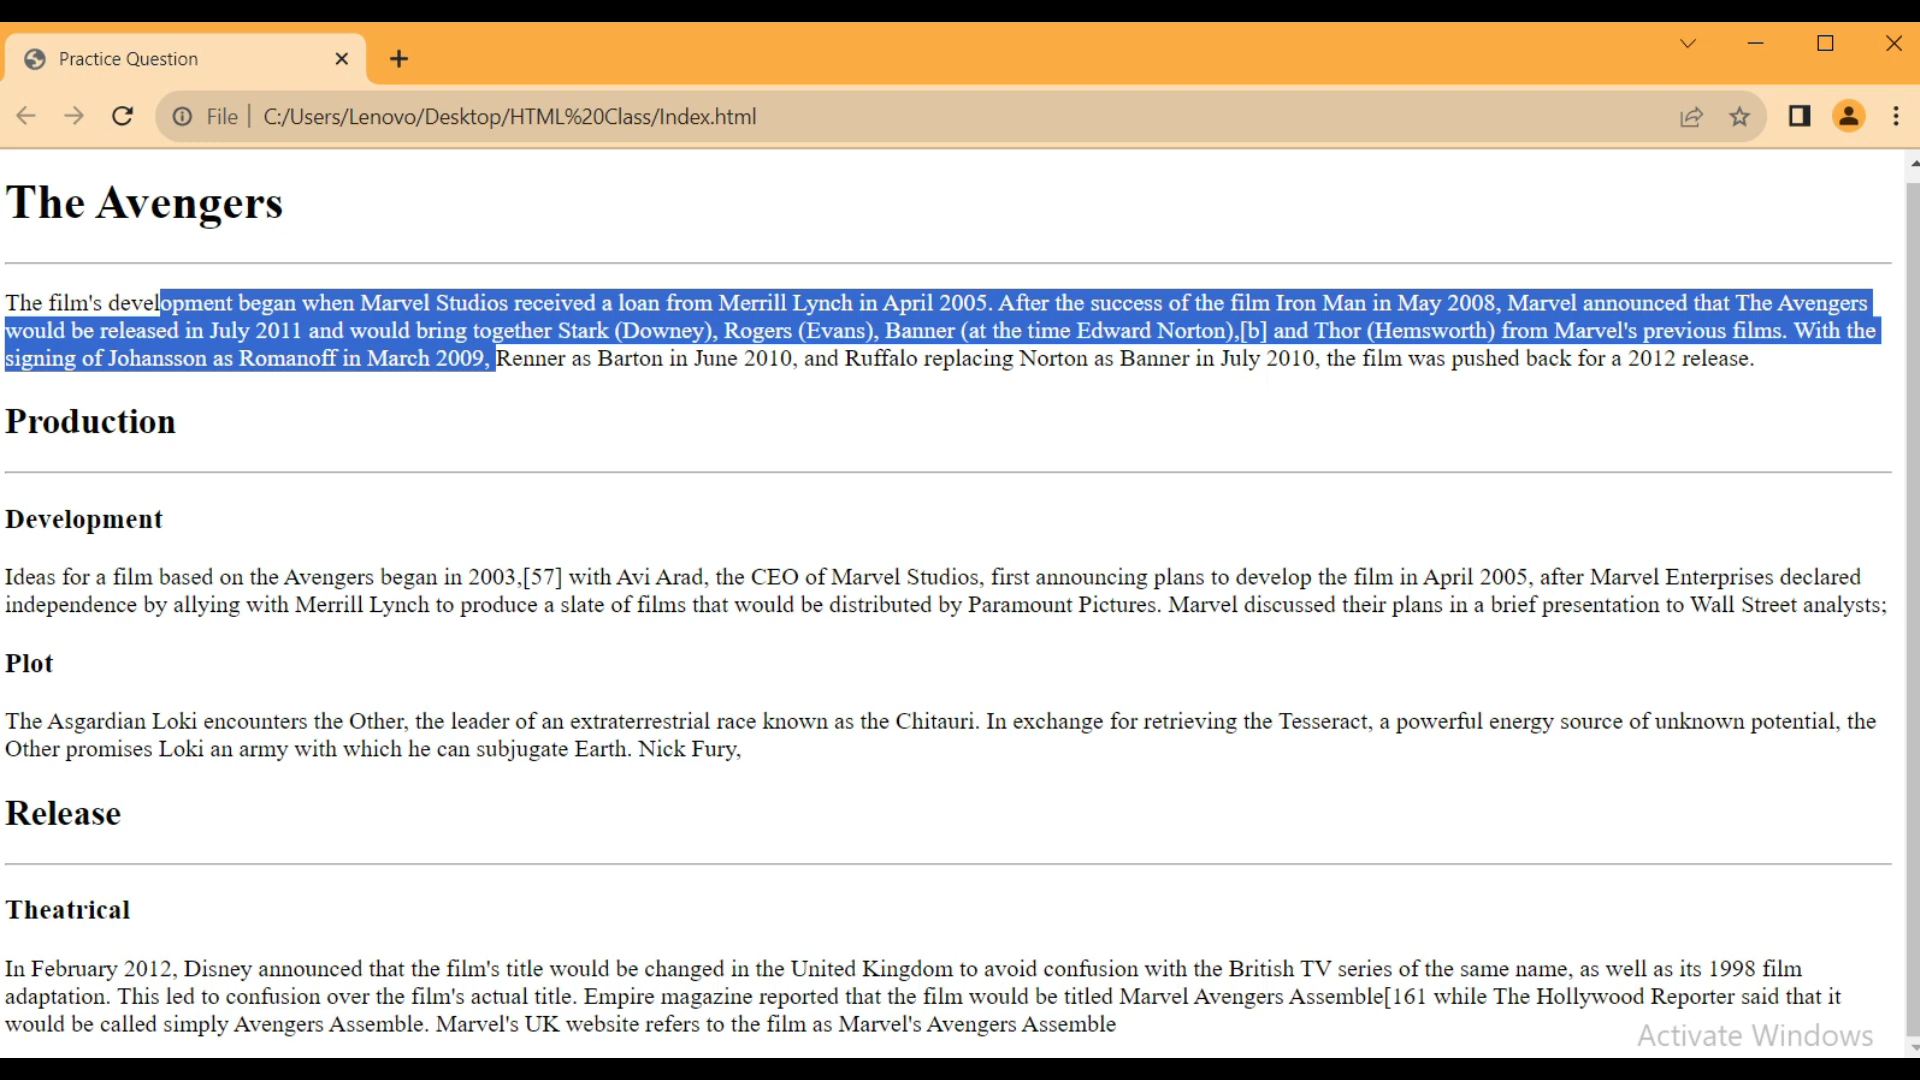 Practice Question
File C:/Users/Lenovo/Desktop/HTML%20Class/Index.html
The Avengers
The film's development began when Marvel Studios received a loan from Merrill Lynch in April 2005. After the success of the film Iron Man in May 2008, Marvel announced that The Avengers
would be released in July 2011 and would bring together Stark (Downey), Rogers (Evans), Banner (at the time Edward Norton),[b] and Thor (Hemsworth) from Marvel's previous films. With the
signing of Johansson as Romanoff in March 2009, Renner as Barton in June 2010, and Ruffalo replacing Norton as Banner in July 2010, the film was pushed back for a 2012 release.
Production
Development
Ideas for a film based on the Avengers began in 2003,[57] with Avi Arad, the CEO of Marvel Studios, first announcing plans to develop the film in April 2005, after Marvel Enterprises declared
independence by allying with Merrill Lynch to produce a slate of films that would be distributed by Paramount Pictures. Marvel discussed their plans in a brief presentation to Wall Street analysts;
Plot
The Asgardian Loki encounters the Other, the leader of an extraterrestrial race known as the Chitauri. In exchange for retrieving the Tesseract, a powerful energy source of unknown potential, the
Other promises Loki an army with which he can subjugate Earth. Nick Fury,
Release
Theatrical
In February 2012, Disney announced that the film's title would be changed in the United Kingdom to avoid confusion with the British TV series of the same name, as well as its 1998 film
adaptation. This led to confusion over the film's actual title. Empire magazine reported that the film would be titled Marvel Avengers Assemble[161 while The Hollywood Reporter said that it
would be called simply Avengers Assemble. Marvel's UK website refers to the film as Marvel's Avengers Assemble
Activate Windows